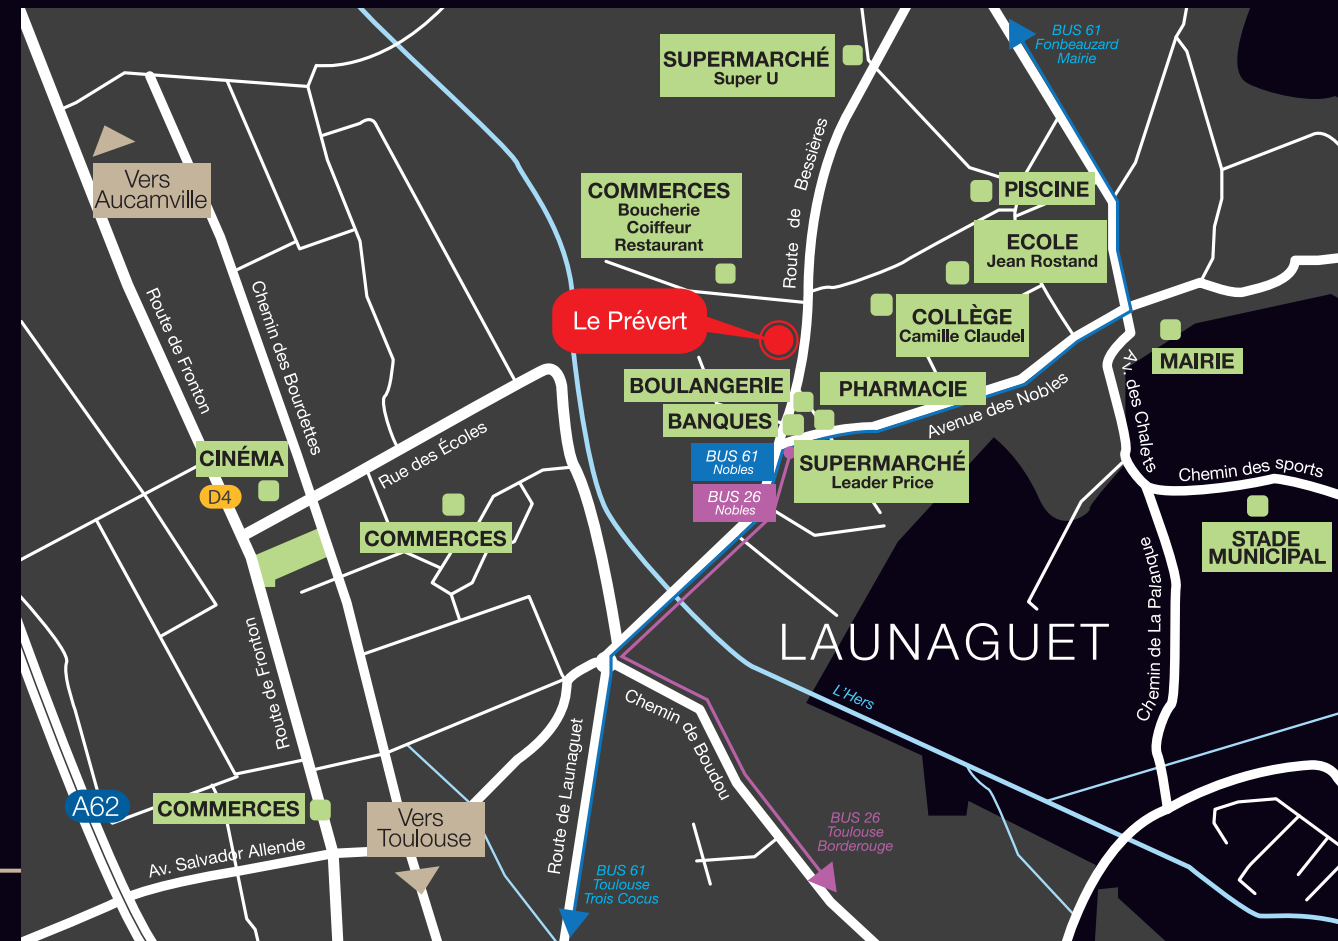 BUS 61
Fonbeauzard
Mairie
SUPERMARCHÉ
Super U
Route de Bessières
Vers
Aucamville
COMMERCES
Boucherie
Coiffeur
Restaurant
PISCINE
ECOLE
Jean Rostand
Le Prévert
COLLÈGE
Camille Claudel
MAIRIE
Route de Fronton
Chemin des Bourdettes
BOULANGERIE
PHARMACIE
BANQUES
Avenue des Nobles
Av. des Chalets
CINÉMA
D4
Rue des Écoles
BUS 61
Nobles
BUS 26
Nobles
SUPERMARCHÉ
Leader Price
Chemin des sports
COMMERCES
STADE
MUNICIPAL
LAUNAGUET
Chemin de La Palanque
Route de Fronton
L'Hers
Chemin de Boudou
Route de Launaguet
A62
COMMERCES
Vers
Toulouse
Av. Salvador Allende
BUS 26
Toulouse
Borderouge
BUS 61
Toulouse
Trois Cocus